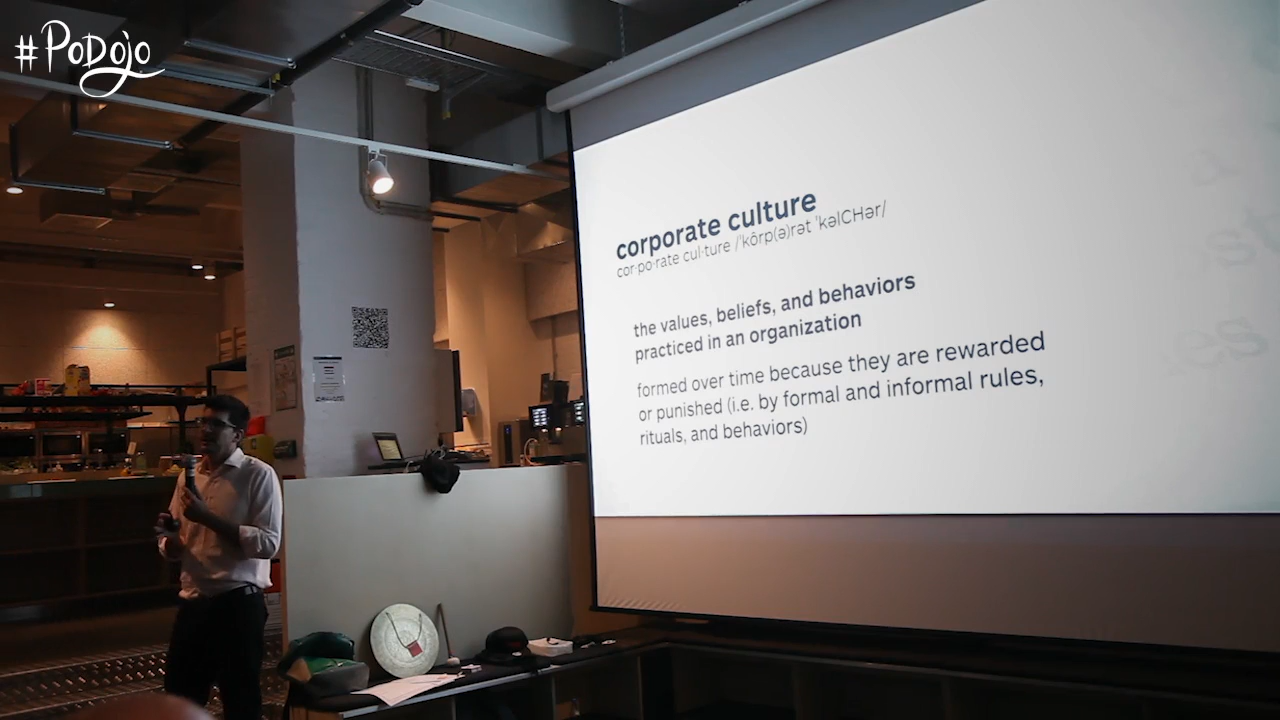 #PoDojo
corporate culture
cor·po·rate cul·ture /ˈkôrp(ə)rət ˈkəlCHər/
the values, beliefs, and behaviors
practiced in an organization
formed over time because they are rewarded
or punished (i.e. by formal and informal rules,
rituals, and behaviors)